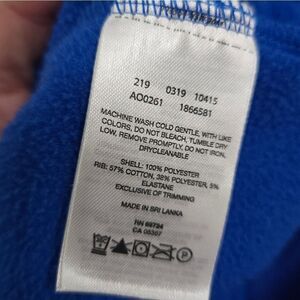 219 0319 10415
AO0261 1866581
MACHINE WASH COLD GENTLE, WITH LIKE
COLORS, DO NOT BLEACH, TUMBLE DRY
LOW, REMOVE PROMPTLY, DO NOT IRON,
DRYCLEANABLE
SHELL: 100% POLYESTER
RIB: 57% COTTON, 38% POLYESTER, 5%
ELASTANE
EXCLUSIVE OF TRIMMING
MADE IN SRI LANKA
RN 69724
CA 05397